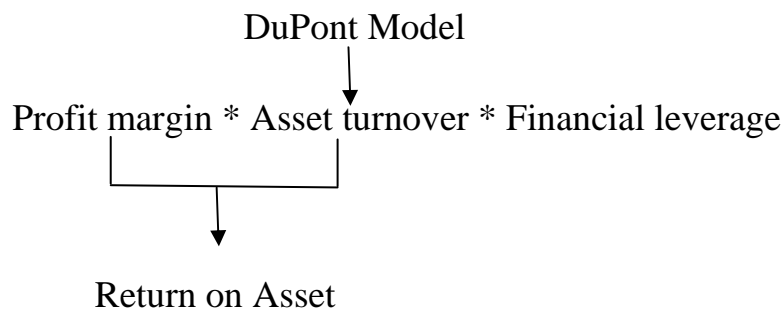 DuPont Model
Profit margin * Asset turnover * Financial leverage
Return on Asset